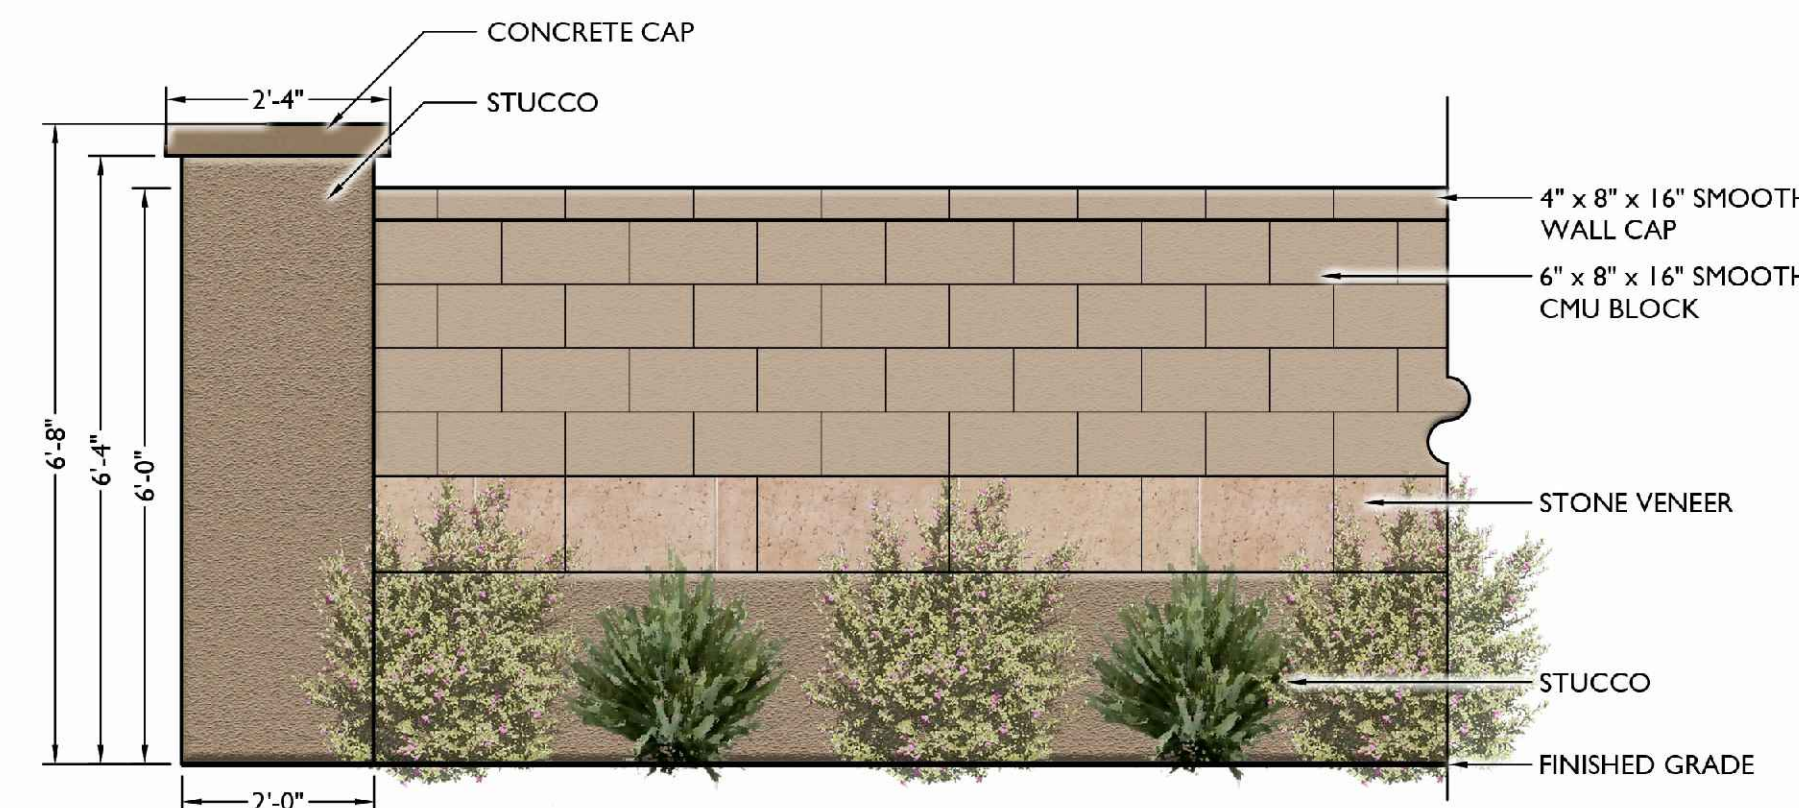 CONCRETE CAP
2'-4"
STUCCO
4" x 8" x 16" SMOOTH
WALL CAP
6" x 8" x 16" SMOOTH
CMU BLOCK
6'-8"
6'-4"
6'-0"
STONE VENEER
STUCCO
FINISHED GRADE
2'-0"